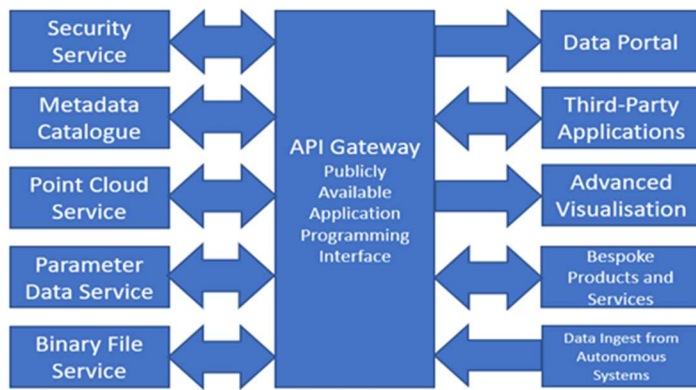 Security
Service
Metadata
Catalogue
Point Cloud
Service
Parameter
Data Service
Binary File
Service
API Gateway
Publicly
Available
Application
Programming
Interface
Data Portal
Third-Party
Applications
Advanced
Visualisation
Bespoke
Products and
Services
Data Ingest from
Autonomous
Systems